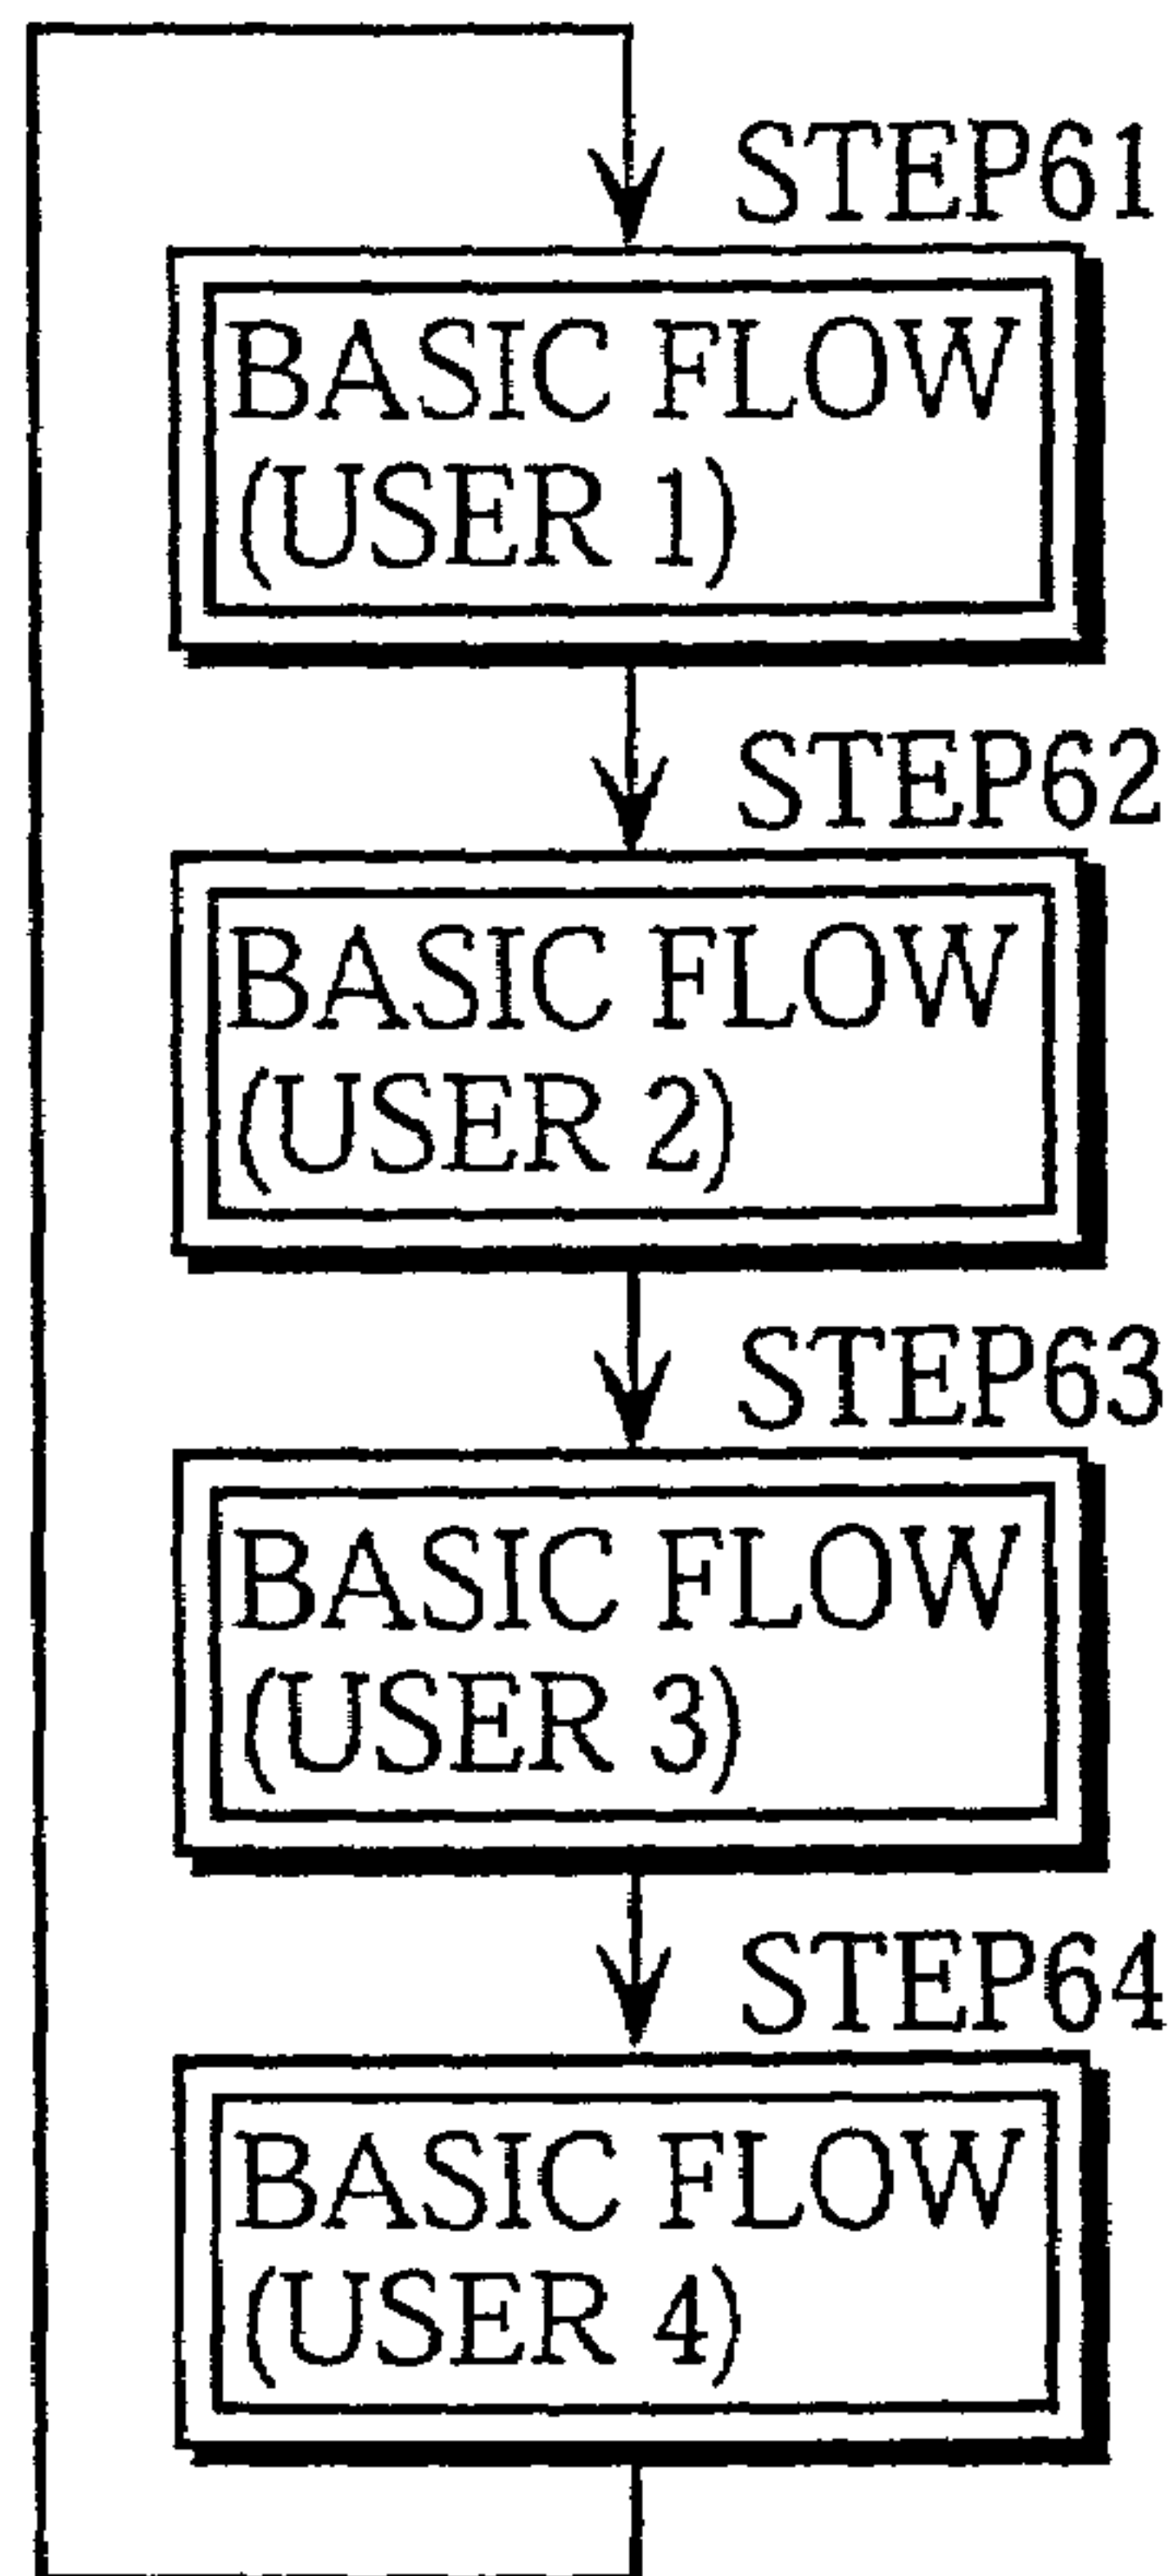 STEP61
BASIC FLOW
(USER 1)
STEP62
BASIC FLOW
(USER 2)
STEP63
BASIC FLOW
(USER 3)
STEP64
BASIC FLOW
(USER 4)